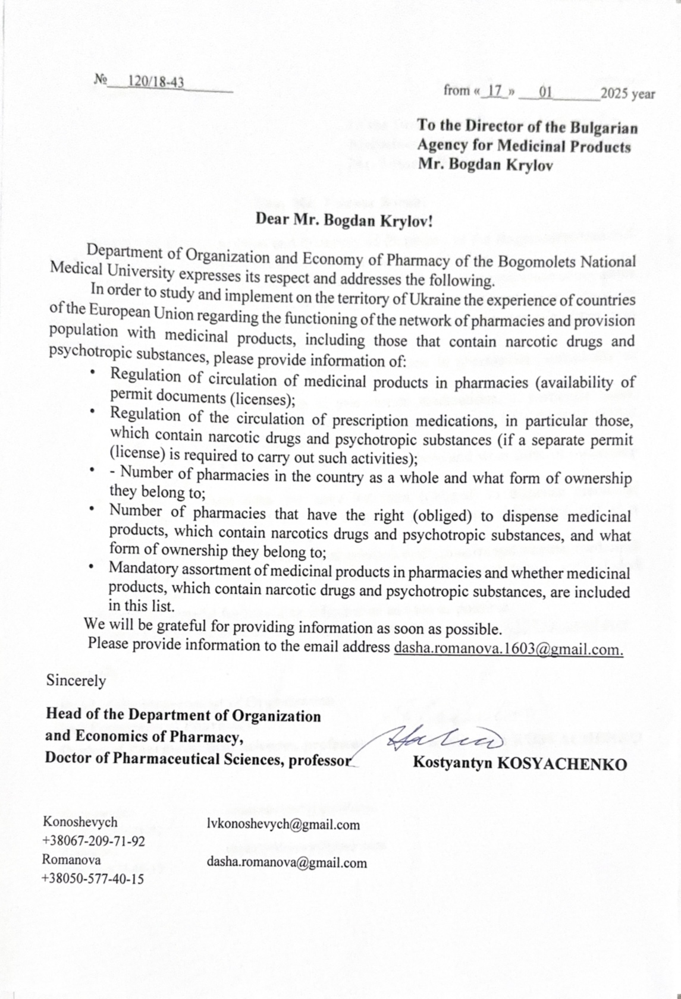 № 120/18-43
from « 17 » 01 2025 year
To the Director of the Bulgarian
Agency for Medicinal Products
Mr. Bogdan Krylov
Dear Mr. Bogdan Krylov!
Department of Organization and Economy of Pharmacy of the Bogomolets National
Medical University expresses its respect and addresses the following.
In order to study and implement on the territory of Ukraine the experience of countries
of the European Union regarding the functioning of the network of pharmacies and provision
population with medicinal products, including those that contain narcotic drugs and
psychotropic substances, please provide information of:
• Regulation of circulation of medicinal products in pharmacies (availability of
permit documents (licenses);
• Regulation of the circulation of prescription medications, in particular those,
which contain narcotic drugs and psychotropic substances (if a separate permit
(license) is required to carry out such activities);
• - Number of pharmacies in the country as a whole and what form of ownership
they belong to;
• Number of pharmacies that have the right (obliged) to dispense medicinal
products, which contain narcotics drugs and psychotropic substances, and what
form of ownership they belong to;
• Mandatory assortment of medicinal products in pharmacies and whether medicinal
products, which contain narcotic drugs and psychotropic substances, are included
in this list.
We will be grateful for providing information as soon as possible.
Please provide information to the email address dasha.romanova.1603@gmail.com.
Sincerely
Head of the Department of Organization
and Economics of Pharmacy,
Doctor of Pharmaceutical Sciences, professor
Kostyantyn KOSYACHENKO
Konoshevych lvkonoshevych@gmail.com
+38067-209-71-92
Romanova dasha.romanova@gmail.com
+38050-577-40-15